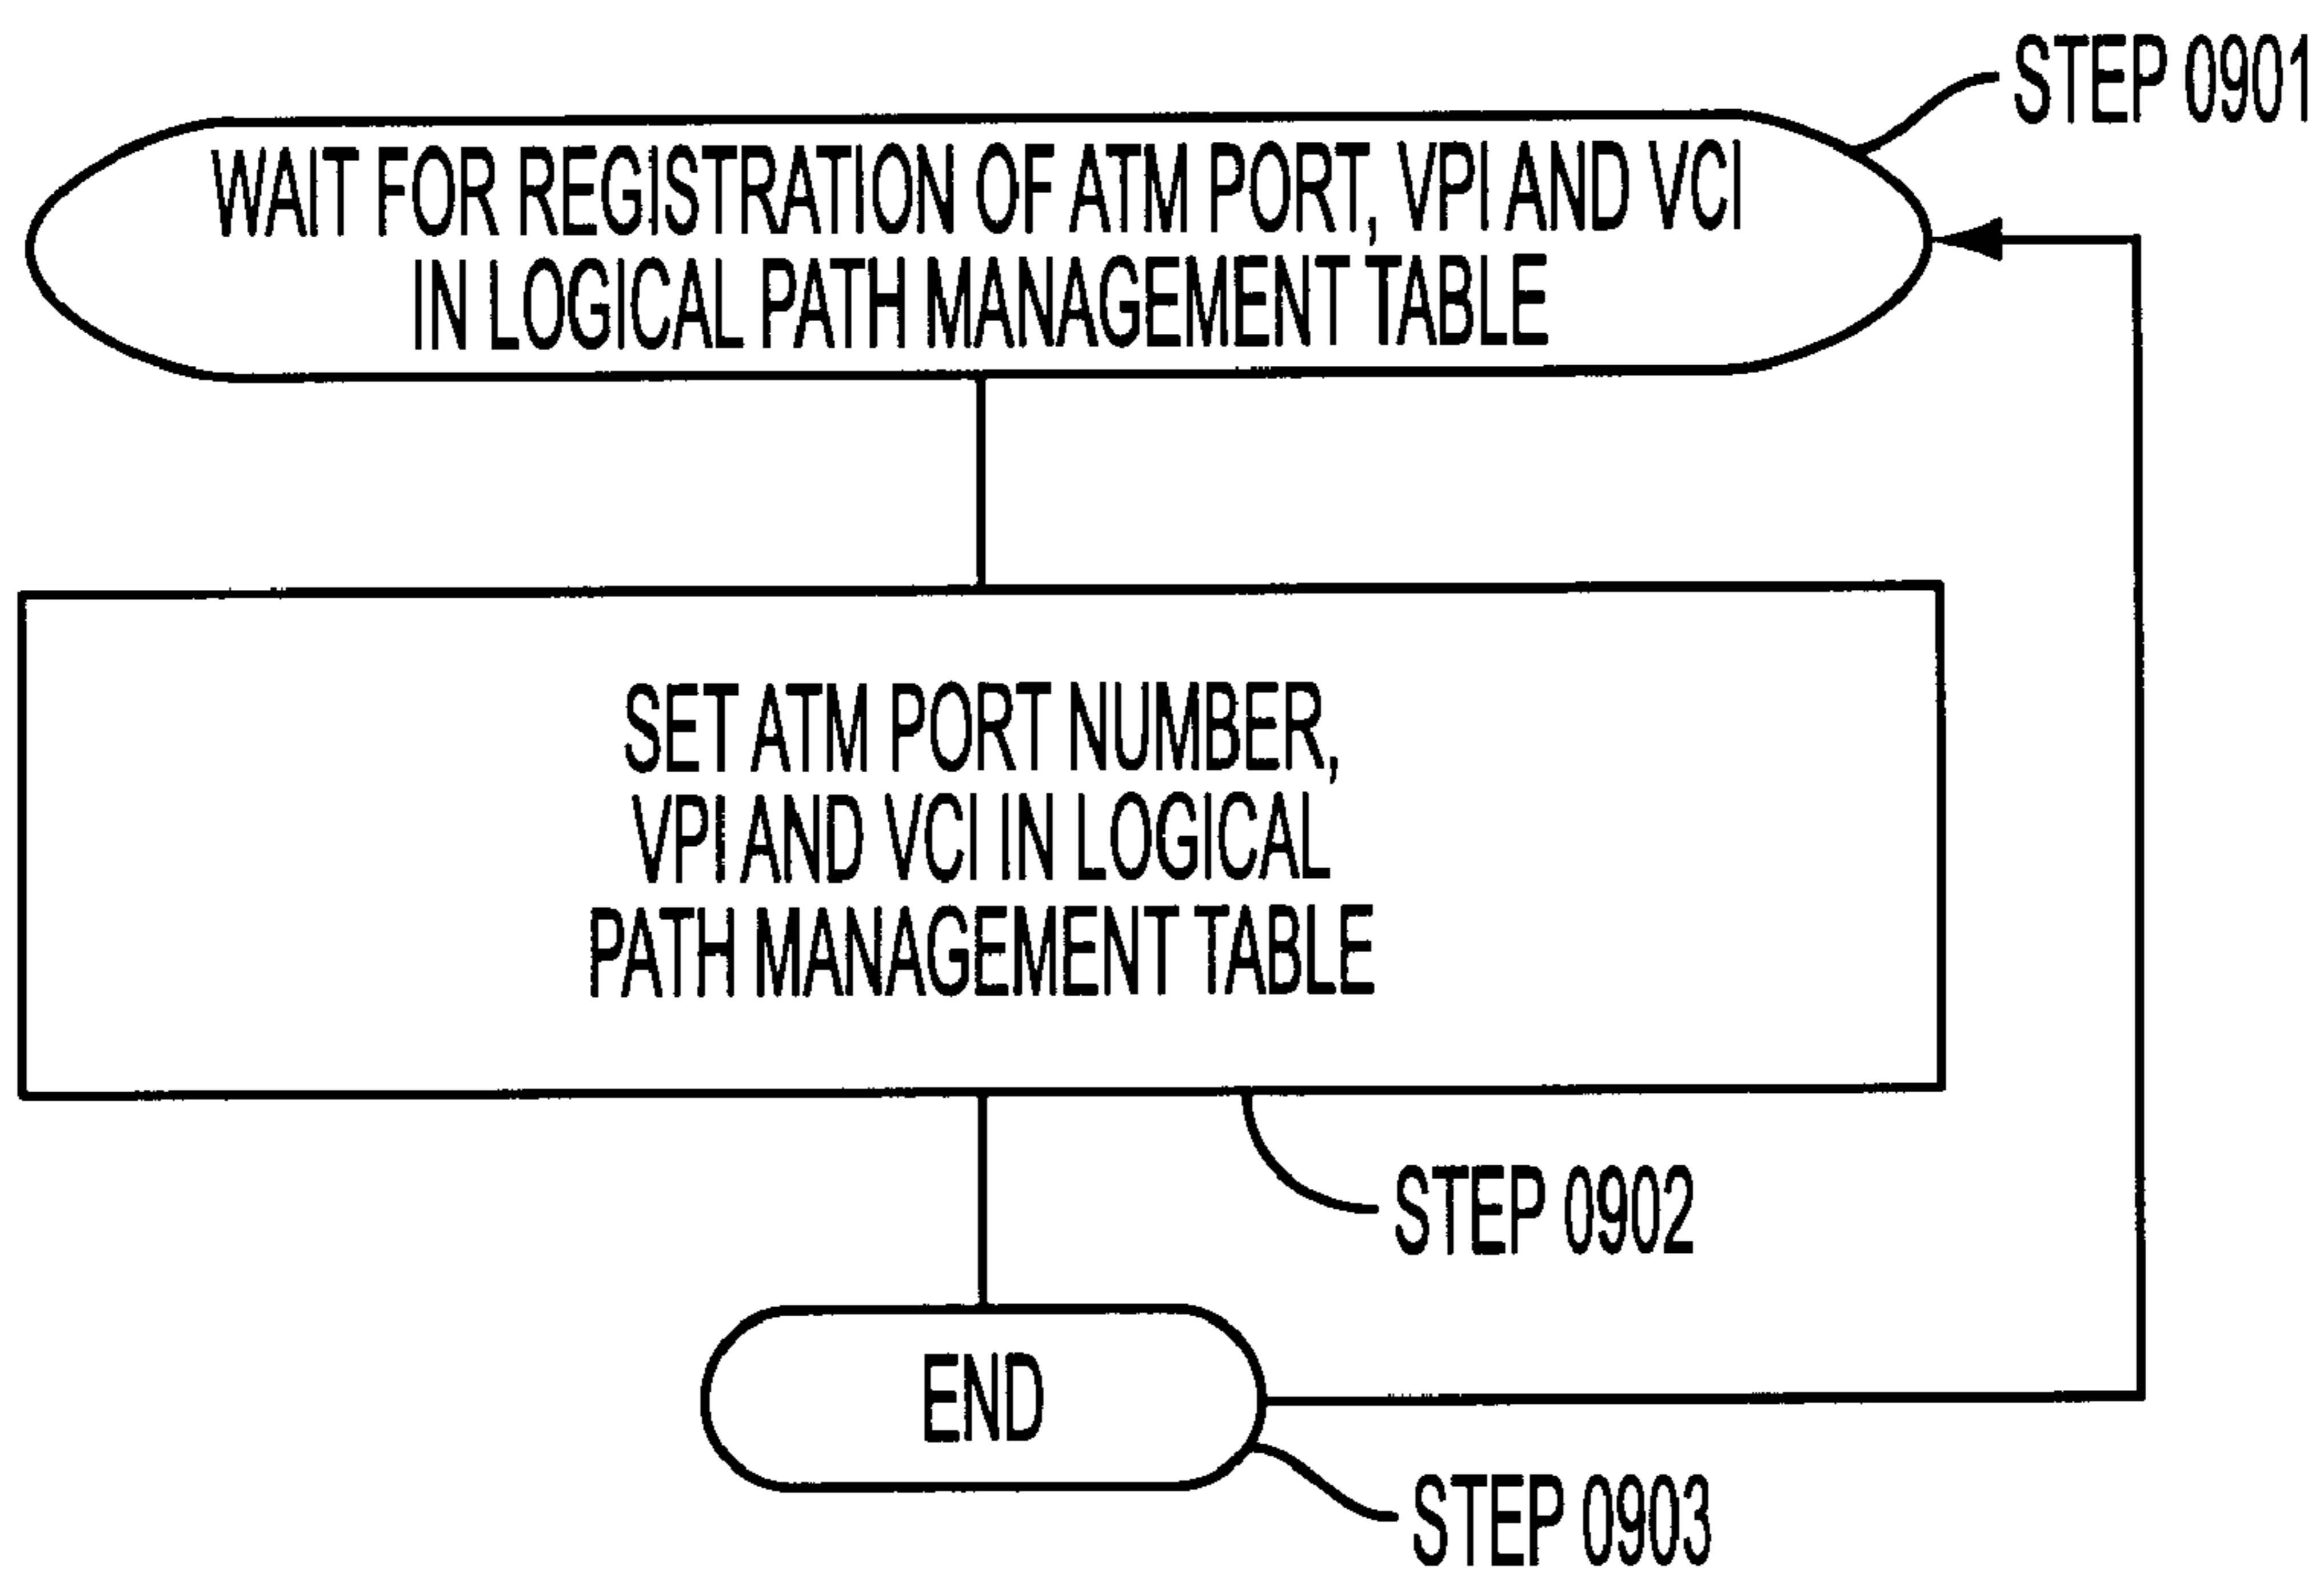 STEP 0901
WAIT FOR REGISTRATION OF ATM PORT, VPI AND VCI
IN LOGICAL PATH MANAGEMENT TABLE
SET ATM PORT NUMBER,
VPI AND VCI IN LOGICAL
PATH MANAGEMENT TABLE
STEP 0902
END
STEP 0903